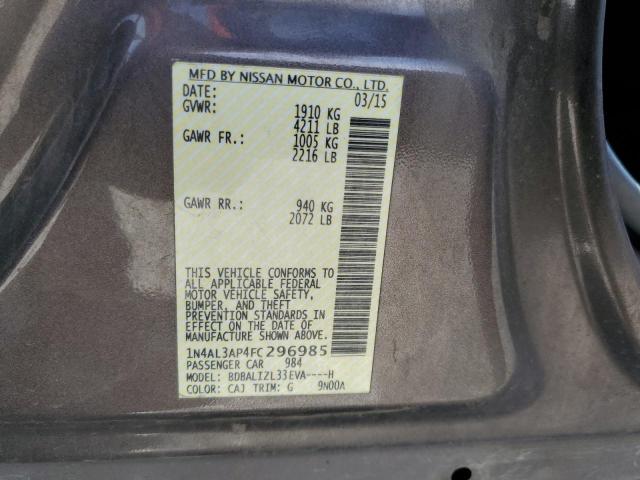 MFD BY NISSAN MOTOR CO., LTD.
DATE: 03/15
GVWR: 1910 KG
4211 LB
GAWR FR.: 1005 KG
2216 LB
GAWR RR.: 940 KG
2072 LB
THIS VEHICLE CONFORMS TO
ALL APPLICABLE FEDERAL
MOTOR VEHICLE SAFETY,
BUMPER, AND THEFT
PREVENTION STANDARDS IN
EFFECT ON THE DATE OF
MANUFACTURE SHOWN ABOVE.
1N4AL3AP4FC296985
PASSENGER CAR 984
MODEL: BDBALIZL33EVA----H
COLOR: CAJ TRIM: G 9N00A